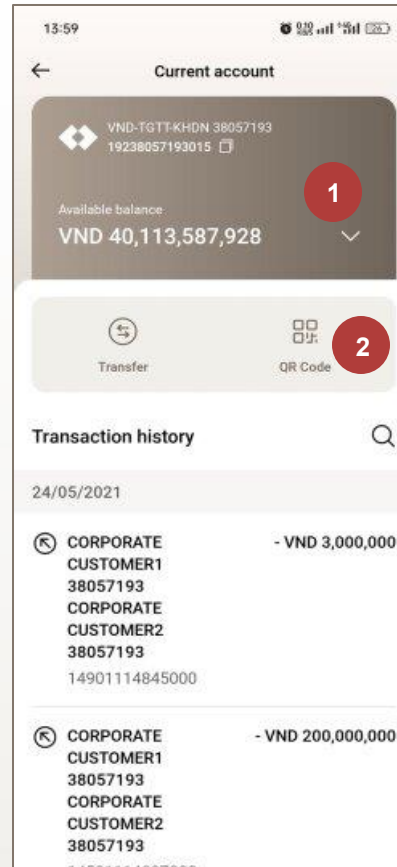 13:59
Current account
VND-TGTT-KHDN 38057193
19238057193015
1
Available balance
VND 40,113,587,928
Transfer
QR Code
2
Transaction history
24/05/2021
CORPORATE
CUSTOMER1
38057193
CORPORATE
CUSTOMER2
38057193
- VND 3,000,000
14901114845000
CORPORATE
CUSTOMER1
38057193
CORPORATE
CUSTOMER2
38057193
- VND 200,000,000